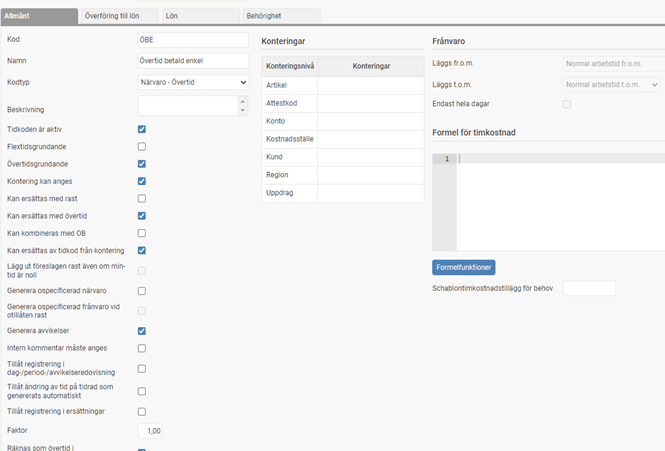 Allmänt
Överföring till lön
Lön
Behörighet
Kod
ÖBE
Namn
Övertid betald enkel
Kodtyp
Närvaro - Övertid
Beskrivning
Tidkoden är aktiv
Flextidsgrundande
Övertidsgrundande
Kontering kan anges
Kan ersättas med rast
Kan ersättas med övertid
Kan kombineras med OB
Kan ersättas av tidkod från kontering
Lägg ut föreslagen rast även om min-
tid är noll
Generera ospecificerad närvaro
Generera ospecificerad frånvaro vid
otillåten rast
Generera avvikelser
Intern kommentar måste anges
Tillåt registrering i
dag-/period-/avvikelseredovisning
Tillåt ändring av tid på tidrad som
genererats automatiskt
Tillåt registrering i ersättningar
Faktor
1,00
Räknas som övertid i
Konteringar
Konteringsnivå
Konteringar
Artikel
Attestkod
Konto
Kostnadsställe
Kund
Region
Uppdrag
Frånvaro
Läggs fr.o.m.
Normal arbetstid fr.o.m.
Läggs t.o.m.
Normal arbetstid t.o.m.
Endast hela dagar
Formel för timkostnad
1
Formelfunktioner
Schablontimkostnadstillägg för behov